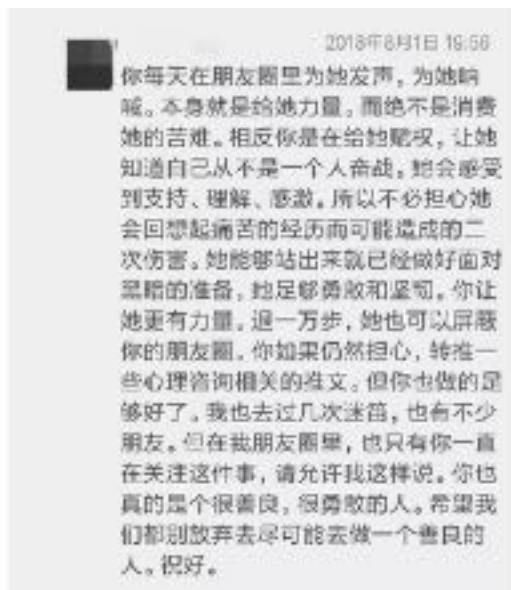 2018年8月1日 19:56
你每天在朋友圈里为她发声，为她呐
喊。本身就是给她力量，而绝不是消费
她的苦难。相反你是在给她赋权，让她
知道自己从不是一个人奋战，她会感受
到支持、理解、感激。所以不必担心她
会回想起痛苦的经历而可能造成的二
次伤害。她能够站出来就已经做好面对
黑暗的准备，她足够勇敢和坚韧。你让
她更有力量。退一万步，她也可以屏蔽
你的朋友圈。你如果仍然担心，转推一
些心理咨询相关的推文。但你也做的足
够好了。我也去过几次迷笛，也有不少
朋友。但在我朋友圈里，也只有你一直
在关注这件事，请允许我这样说。你也
真的是个很善良，很勇敢的人。希望我
们都别放弃去尽可能去做一个善良的
人。祝好。